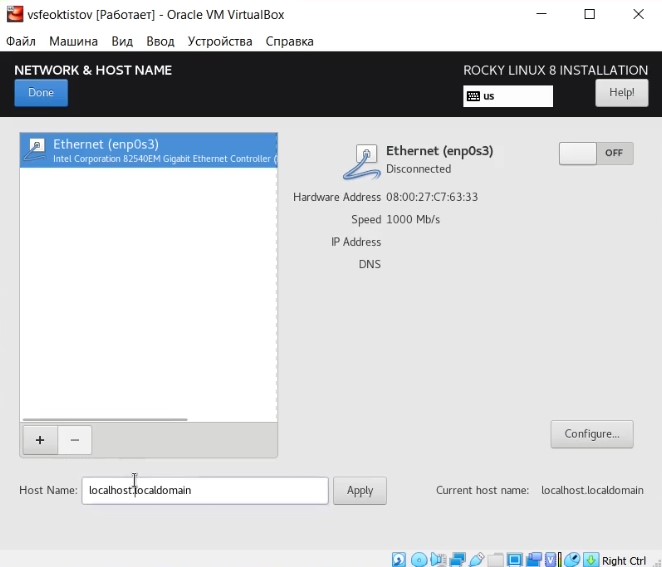 vsfeoktistov [Работает] - Oracle VM VirtualBox
Файл Машина Вид Ввод Устройства Справка
NETWORK & HOST NAME
ROCKY LINUX 8 INSTALLATION
Done
us
Help!
Ethernet (enp0s3)
Intel Corporation 82540EM Gigabit Ethernet Controller (
Ethernet (enp0s3)
Disconnected
OFF
Hardware Address 08:00:27:C7:63:33
Speed 1000 Mb/s
IP Address
DNS
+ −
Configure...
Host Name: localhost.localdomain Apply Current host name: localhost.localdomain
Right Ctrl